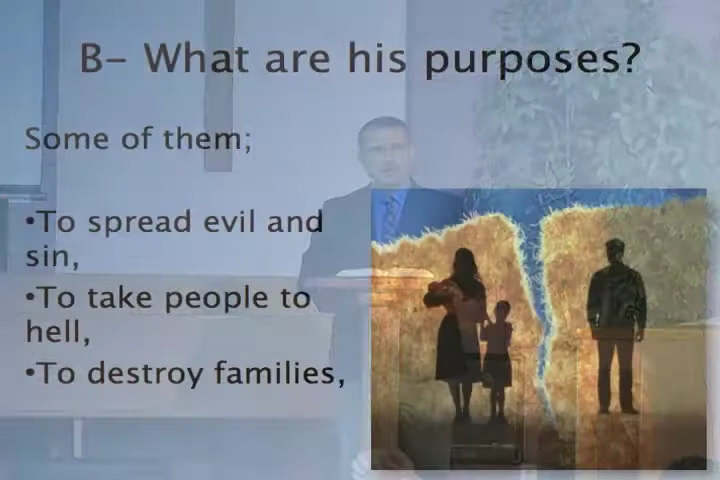 B- What are his purposes?
Some of them;
•To spread evil and
sin,
•To take people to
hell,
•To destroy families,